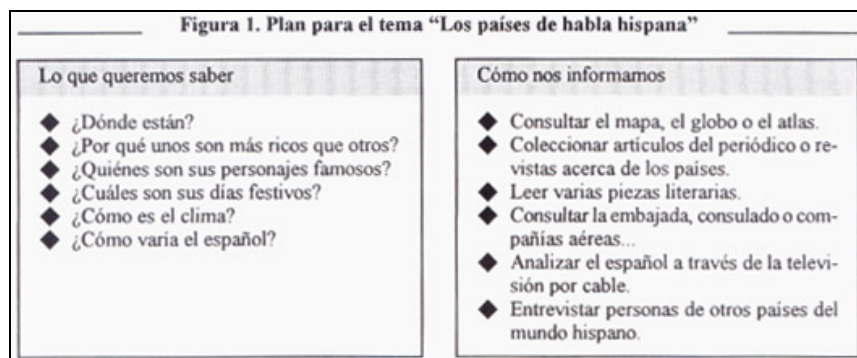 Figura 1. Plan para el tema “Los países de habla hispana”
Lo que queremos saber
◆ ¿Dónde están?
◆ ¿Por qué unos son más ricos que otros?
◆ ¿Quiénes son sus personajes famosos?
◆ ¿Cuáles son sus días festivos?
◆ ¿Cómo es el clima?
◆ ¿Cómo varía el español?
Cómo nos informamos
◆ Consultar el mapa, el globo o el atlas.
◆ Coleccionar artículos del periódico o re-
vistas acerca de los países.
◆ Leer varias piezas literarias.
◆ Consultar la embajada, consulado o com-
pañías aéreas...
◆ Analizar el español a través de la televi-
sión por cable.
◆ Entrevistar personas de otros países del
mundo hispano.